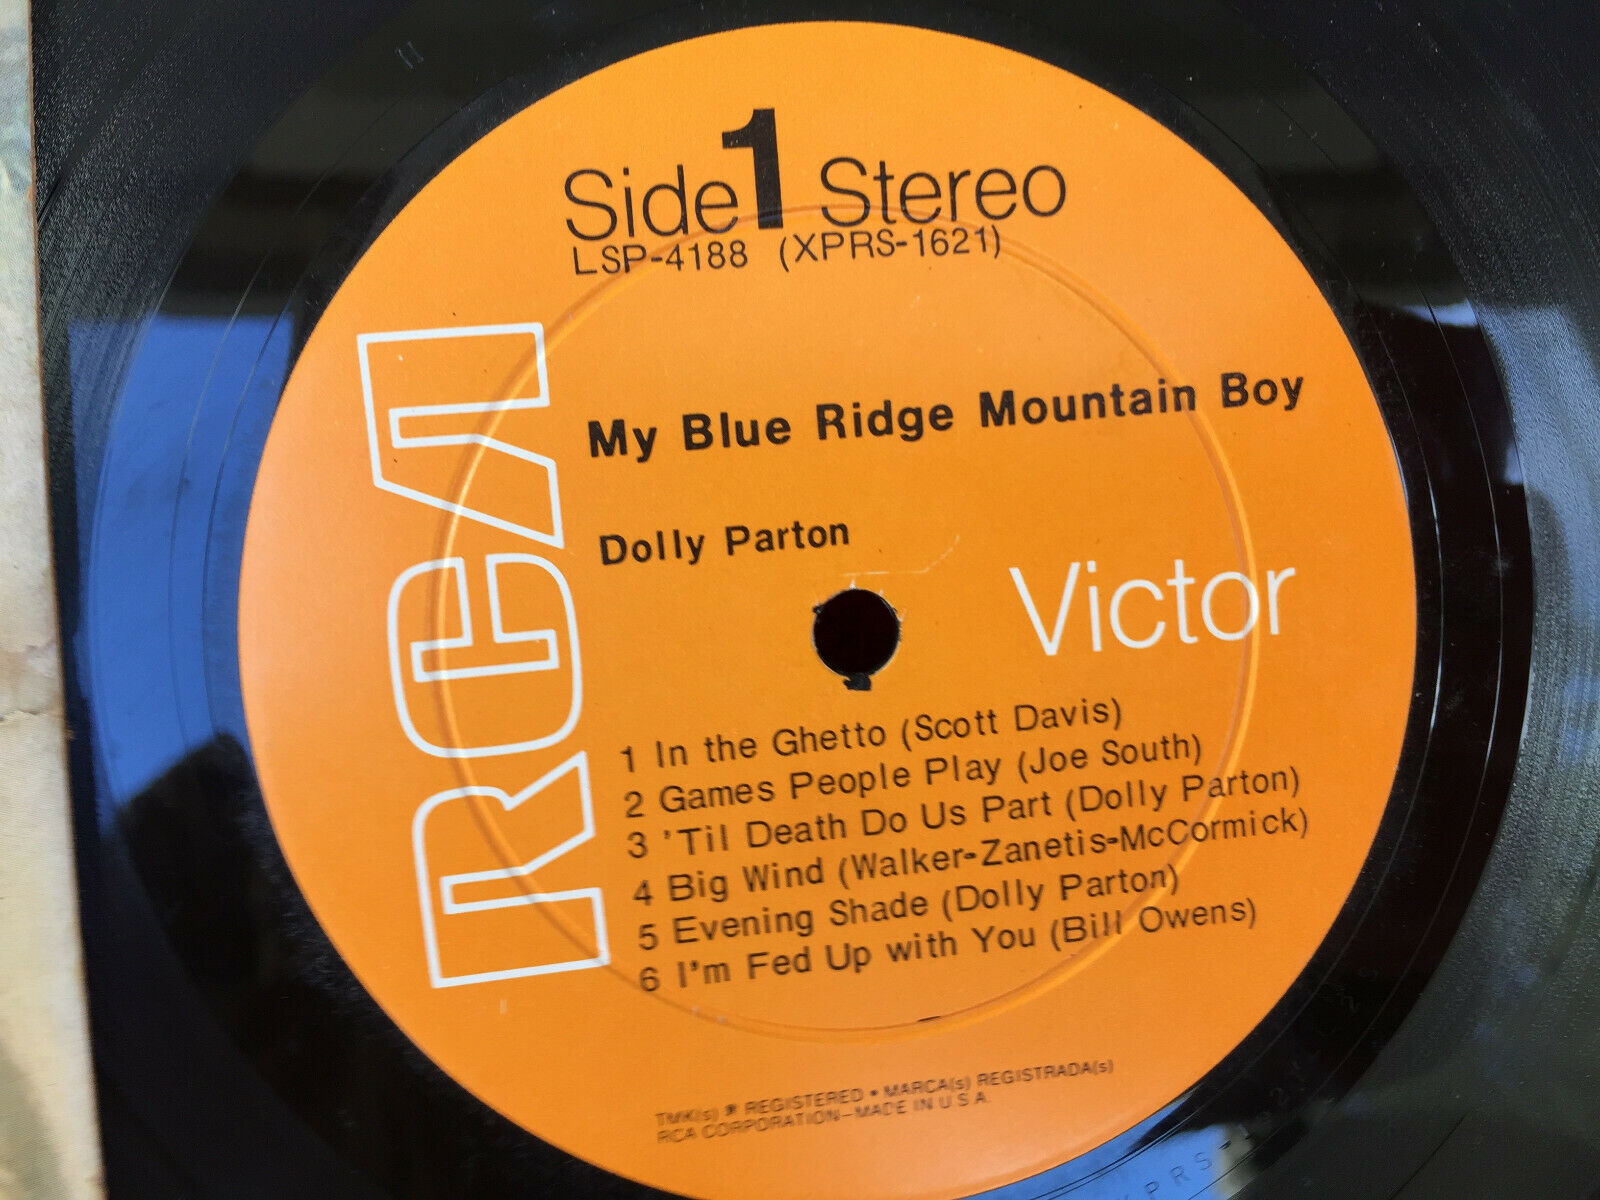 Side 1 Stereo
LSP-4188 (XPRS-1621)
My Blue Ridge Mountain Boy
Dolly Parton
RCA
Victor
1 In the Ghetto (Scott Davis)
2 Games People Play (Joe South)
3 'Til Death Do Us Part (Dolly Parton)
4 Big Wind (Walker-Zanetis-McCormick)
5 Evening Shade (Dolly Parton)
6 I'm Fed Up with You (Bill Owens)
TMK(s) ® REGISTERED • MARCA(s) REGISTRADA(s)
RCA CORPORATION—MADE IN U.S.A.